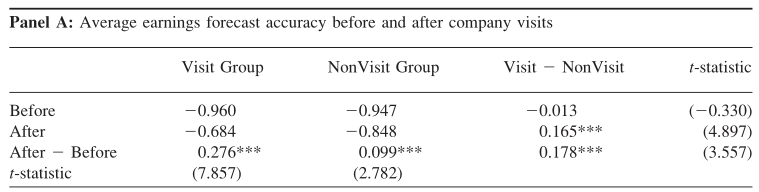 Panel A: Average earnings forecast accuracy before and after company visits
Visit Group NonVisit Group Visit − NonVisit t-statistic
Before −0.960 −0.947 −0.013 (−0.330)
After −0.684 −0.848 0.165*** (4.897)
After − Before 0.276*** 0.099*** 0.178*** (3.557)
t-statistic (7.857) (2.782)